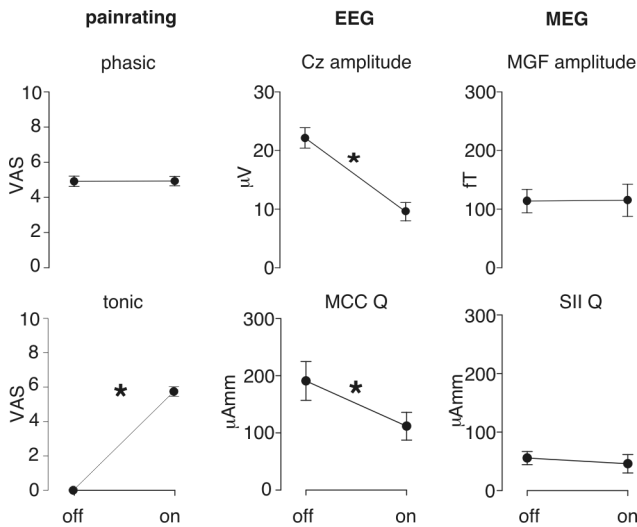 painrating EEG MEG
phasic Cz amplitude MGF amplitude
10 30 300
8
6 20 200
VAS μV fT
4 10 100
2
0 0 0
tonic MCC Q SII Q
10 300 300
8
6 200 200
* *
*
VAS μAmm μAmm
4 100 100
2
0 0 0
off on off on off on